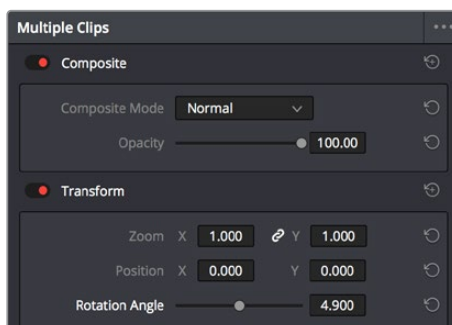 Multiple Clips
Composite
Composite Mode Normal
Opacity 100.00
Transform
Zoom X 1.000 Y 1.000
Position X 0.000 Y 0.000
Rotation Angle 4.900